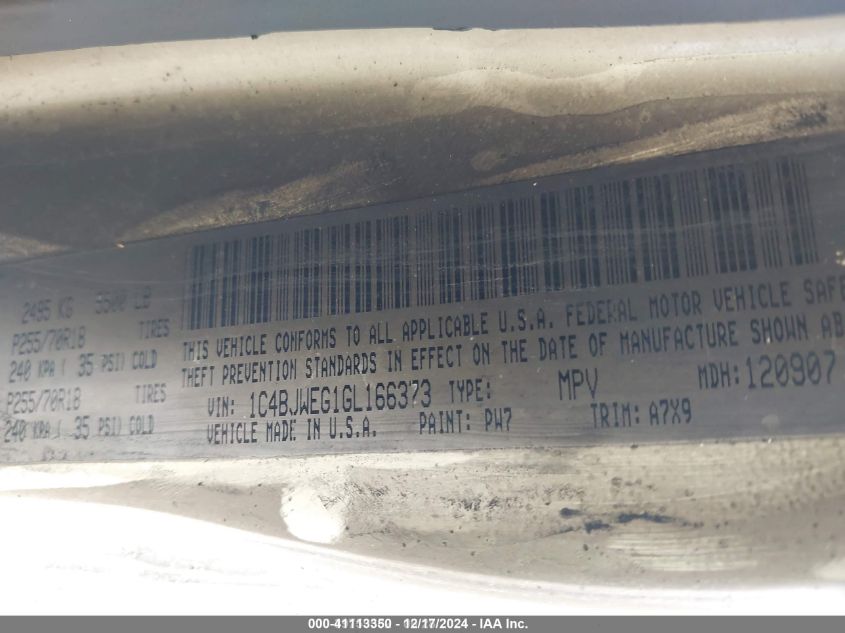 2495 KG 5500 LB
P255/70R18 TIRES
240 KPA ( 35 PSI) COLD
P255/70R18 TIRES
240 KPA ( 35 PSI) COLD
THIS VEHICLE CONFORMS TO ALL APPLICABLE U.S.A. FEDERAL MOTOR VEHICLE SAFE
THEFT PREVENTION STANDARDS IN EFFECT ON THE DATE OF MANUFACTURE SHOWN AB
VIN: 1C4BJWEG1GL166373 TYPE: MPV MDH: 120907
VEHICLE MADE IN U.S.A. PAINT: PW7 TRIM: A7X9
000-41113350 – 12/17/2024 – IAA Inc.